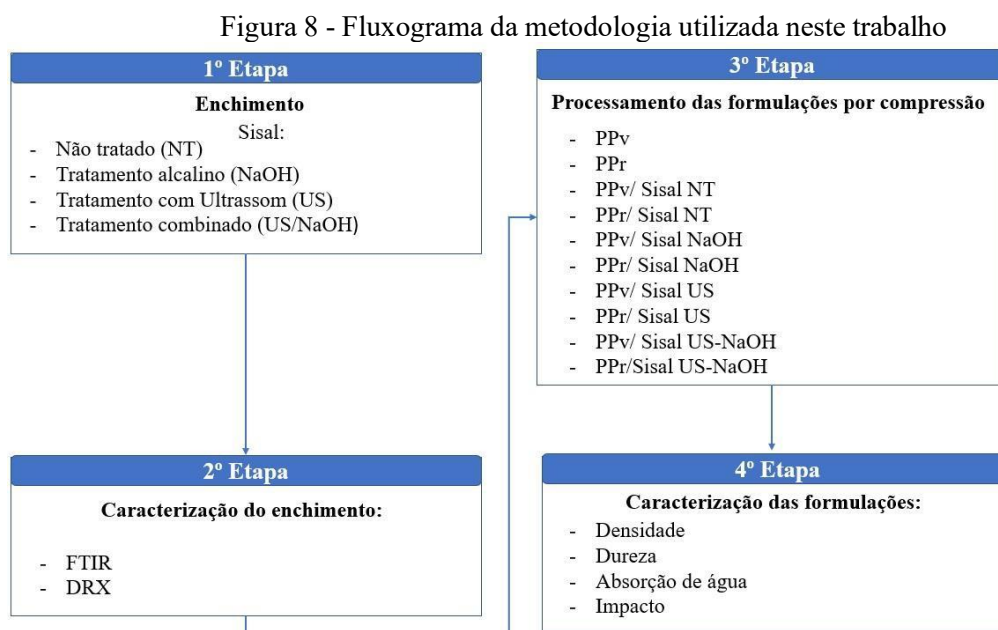 Figura 8 - Fluxograma da metodologia utilizada neste trabalho
1º Etapa
Enchimento
Sisal:
- Não tratado (NT)
- Tratamento alcalino (NaOH)
- Tratamento com Ultrassom (US)
- Tratamento combinado (US/NaOH)
2º Etapa
Caracterização do enchimento:
- FTIR
- DRX
3º Etapa
Processamento das formulações por compressão
- PPv
- PPr
- PPv/ Sisal NT
- PPr/ Sisal NT
- PPv/ Sisal NaOH
- PPr/ Sisal NaOH
- PPv/ Sisal US
- PPr/ Sisal US
- PPv/ Sisal US-NaOH
- PPr/Sisal US-NaOH
4º Etapa
Caracterização das formulações:
- Densidade
- Dureza
- Absorção de água
- Impacto